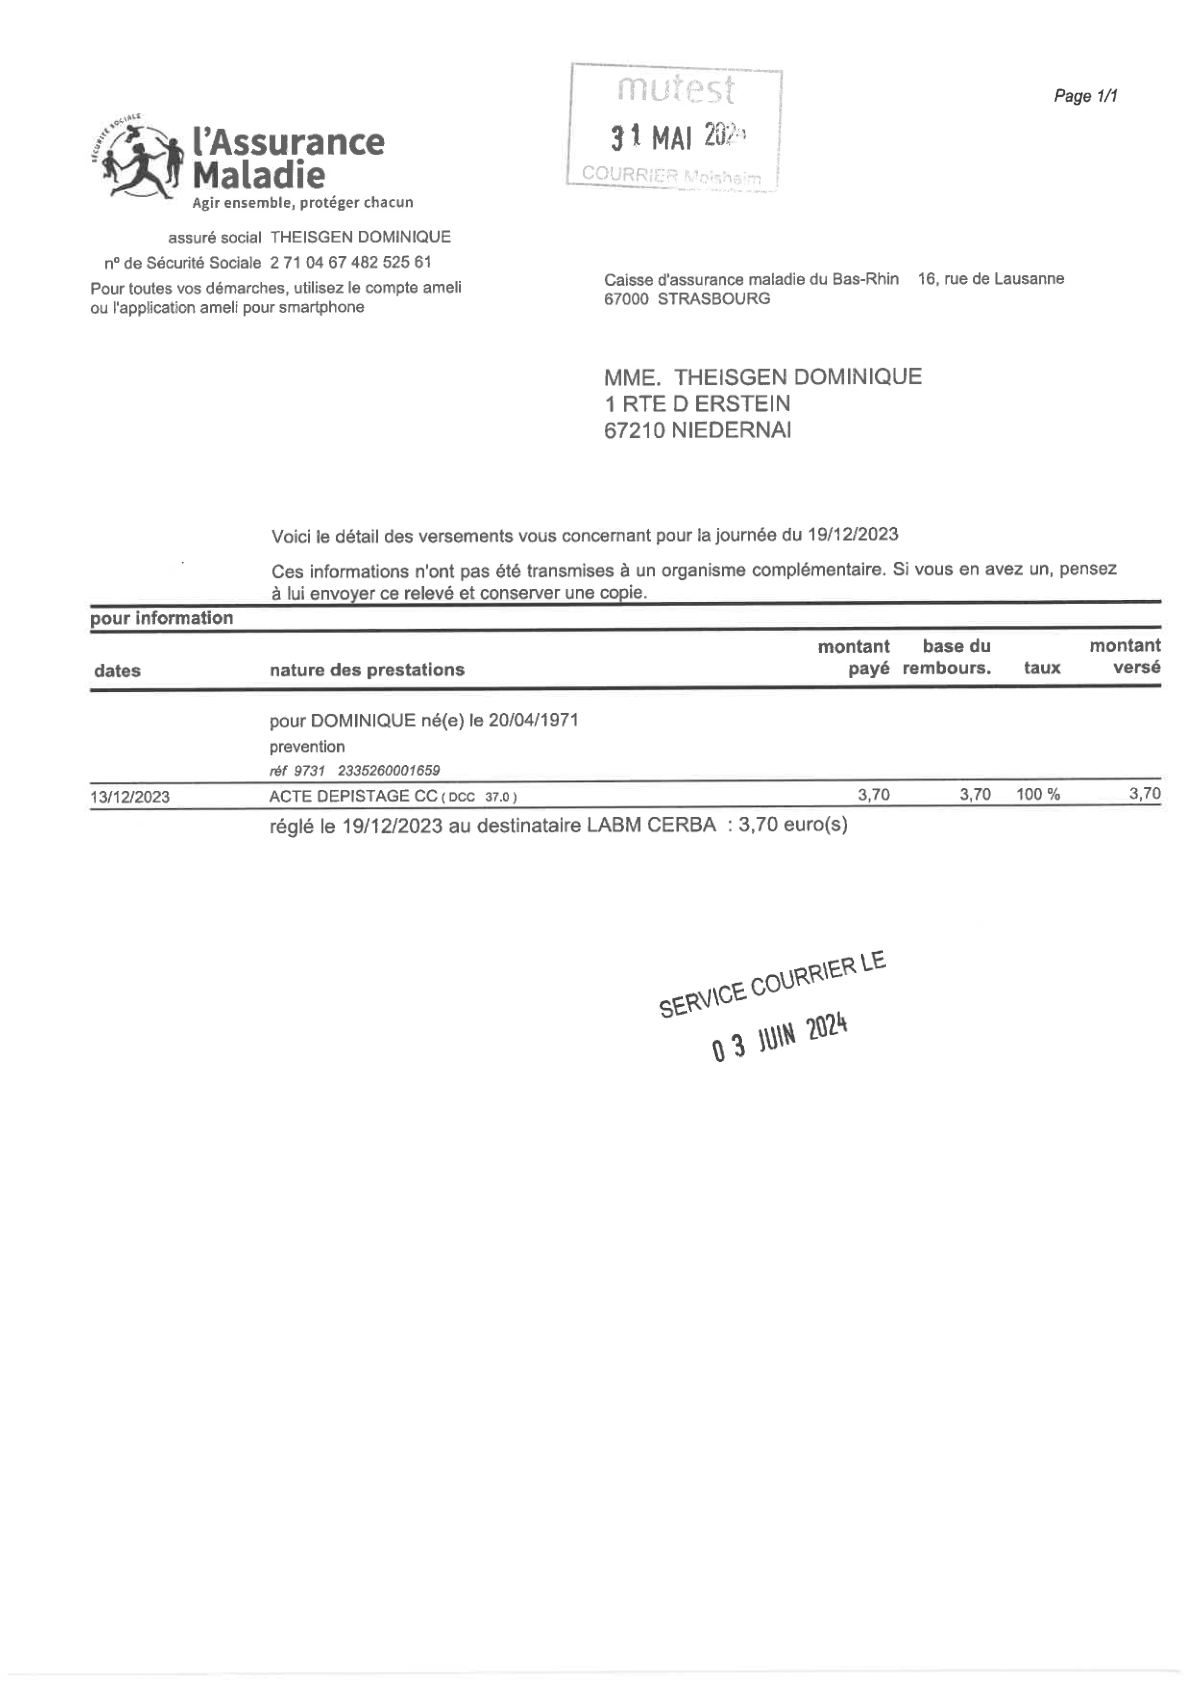 mutest
31 MAI 2024
COURRIER Molsheim
Page 1/1
SÉCURITÉ SOCIALE
l'Assurance
Maladie
Agir ensemble, protéger chacun
assuré social THEISGEN DOMINIQUE
n° de Sécurité Sociale 2 71 04 67 482 525 61
Pour toutes vos démarches, utilisez le compte ameli
ou l'application ameli pour smartphone
Caisse d'assurance maladie du Bas-Rhin 16, rue de Lausanne
67000 STRASBOURG
MME. THEISGEN DOMINIQUE
1 RTE D ERSTEIN
67210 NIEDERNAI
Voici le détail des versements vous concernant pour la journée du 19/12/2023
Ces informations n'ont pas été transmises à un organisme complémentaire. Si vous en avez un, pensez
à lui envoyer ce relevé et conserver une copie.
pour information
montant base du montant
dates nature des prestations payé rembours. taux versé
pour DOMINIQUE né(e) le 20/04/1971
prevention
réf 9731 2335260001659
13/12/2023 ACTE DEPISTAGE CC ( DCC 37.0 ) 3,70 3,70 100 % 3,70
réglé le 19/12/2023 au destinataire LABM CERBA : 3,70 euro(s)
SERVICE COURRIER LE
03 JUIN 2024